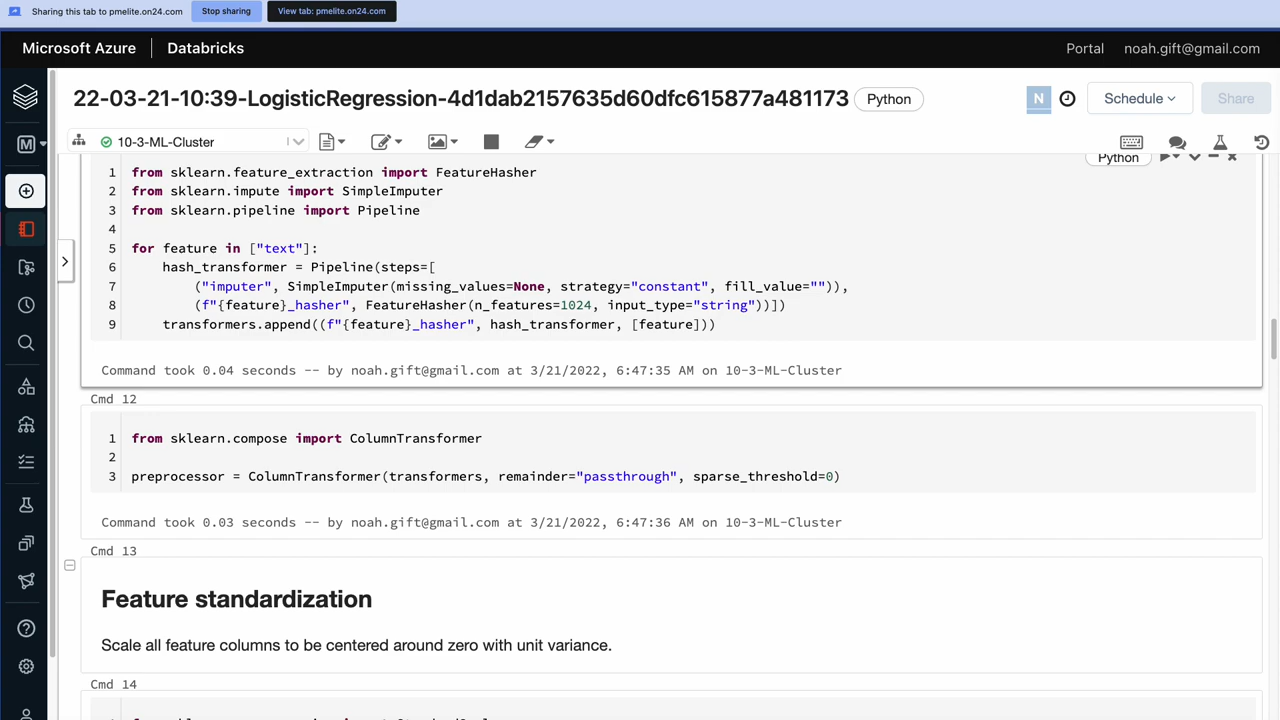 Sharing this tab to pmelite.on24.com Stop sharing View tab: pmelite.on24.com
Microsoft Azure Databricks Portal noah.gift@gmail.com
22-03-21-10:39-LogisticRegression-4d1dab2157635d60dfc615877a481173 Python N Schedule Share
M 10-3-ML-Cluster
Python
1 from sklearn.feature_extraction import FeatureHasher
2 from sklearn.impute import SimpleImputer
3 from sklearn.pipeline import Pipeline
4
5 for feature in ["text"]:
6 hash_transformer = Pipeline(steps=[
7 ("imputer", SimpleImputer(missing_values=None, strategy="constant", fill_value="")),
8 (f"{feature}_hasher", FeatureHasher(n_features=1024, input_type="string"))])
9 transformers.append((f"{feature}_hasher", hash_transformer, [feature]))
Command took 0.04 seconds -- by noah.gift@gmail.com at 3/21/2022, 6:47:35 AM on 10-3-ML-Cluster
Cmd 12
1 from sklearn.compose import ColumnTransformer
2
3 preprocessor = ColumnTransformer(transformers, remainder="passthrough", sparse_threshold=0)
Command took 0.03 seconds -- by noah.gift@gmail.com at 3/21/2022, 6:47:36 AM on 10-3-ML-Cluster
Cmd 13
Feature standardization
Scale all feature columns to be centered around zero with unit variance.
Cmd 14